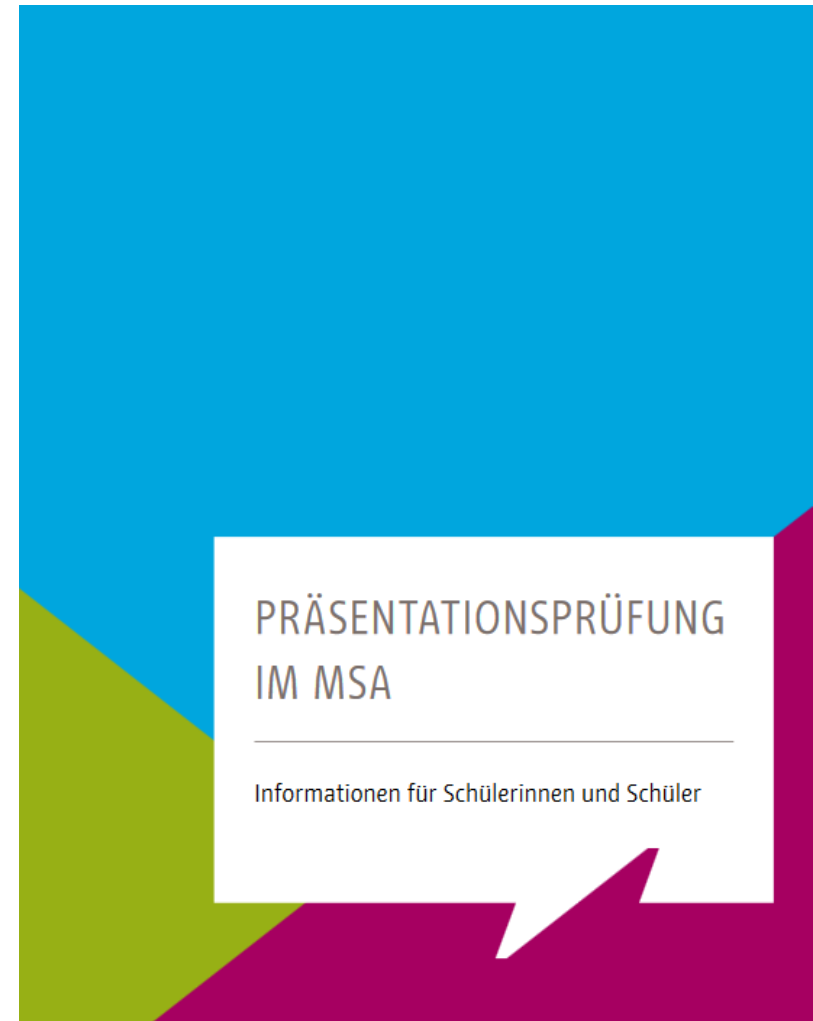 PRÄSENTATIONSPRÜFUNG
IM MSA
Informationen für Schülerinnen und Schüler